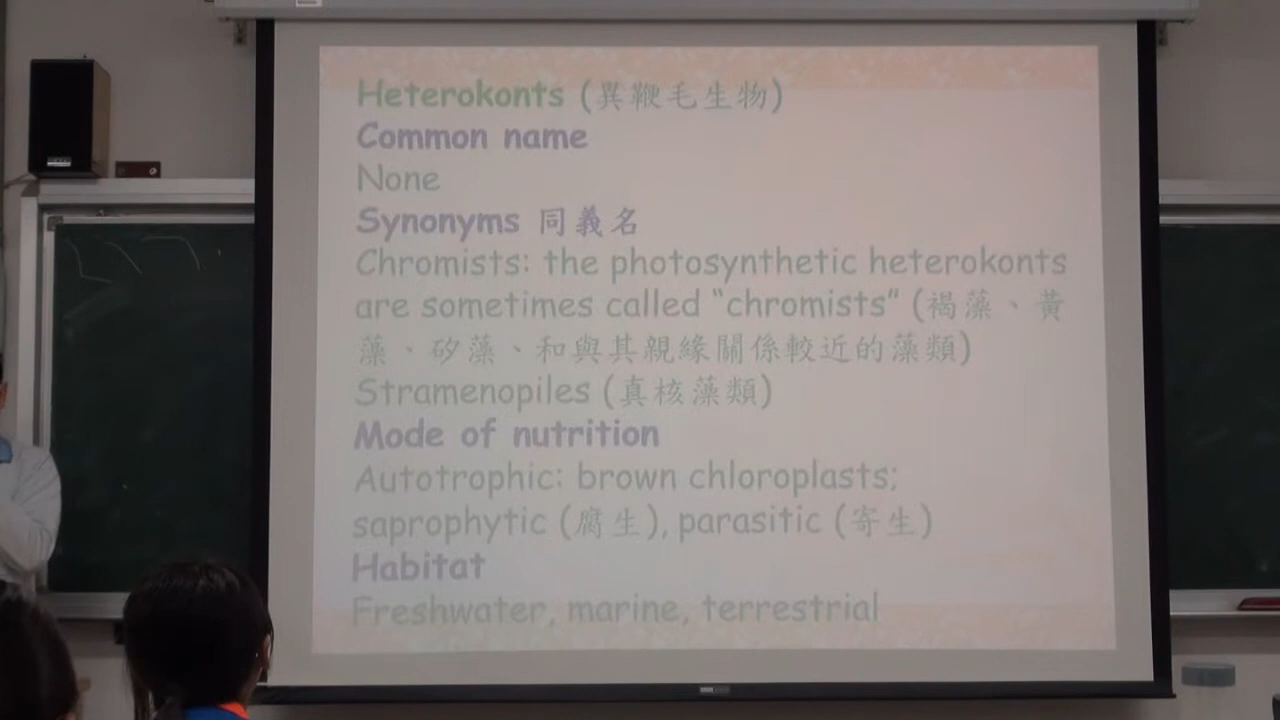 Heterokonts (異鞭毛生物)
Common name
None
Synonyms 同義名
Chromists: the photosynthetic heterokonts
are sometimes called “chromists” (褐藻、黃
藻、矽藻、和與其親緣關係較近的藻類)
Stramenopiles (真核藻類)
Mode of nutrition
Autotrophic: brown chloroplasts;
saprophytic (腐生), parasitic (寄生)
Habitat
Freshwater, marine, terrestrial